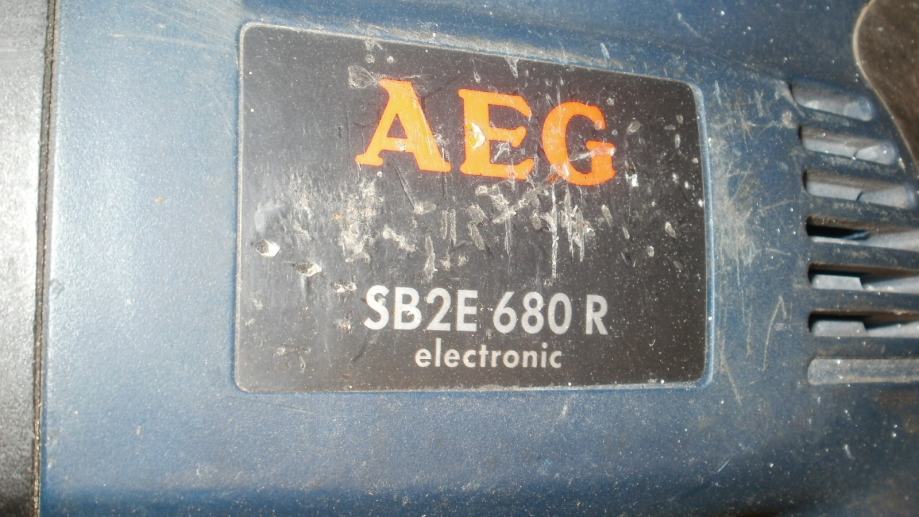 AEG
SB2E 680 R
electronic